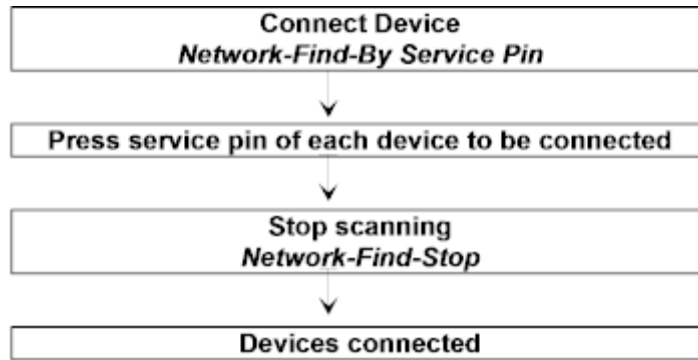 Connect Device
Network-Find-By Service Pin
Press service pin of each device to be connected
Stop scanning
Network-Find-Stop
Devices connected